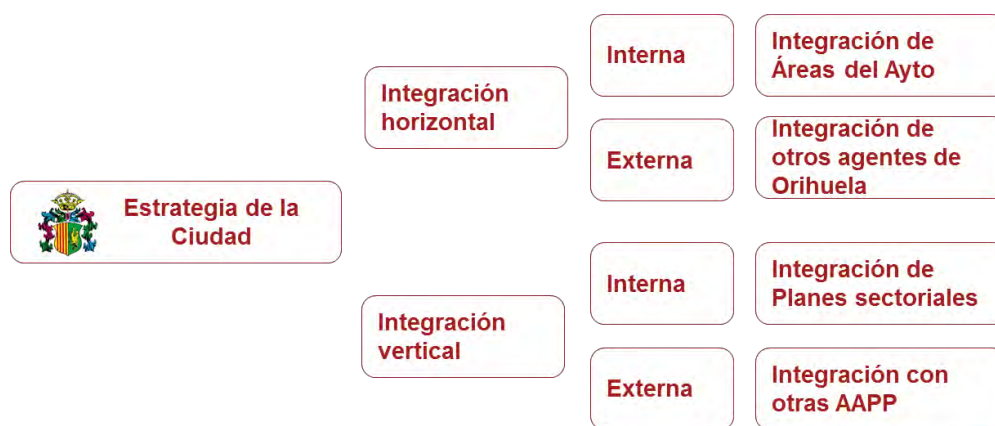 Estrategia de la
Ciudad
Integración
horizontal
Interna
Integración de
Áreas del Ayto
Externa
Integración de
otros agentes de
Orihuela
Integración
vertical
Interna
Integración de
Planes sectoriales
Externa
Integración con
otras AAPP